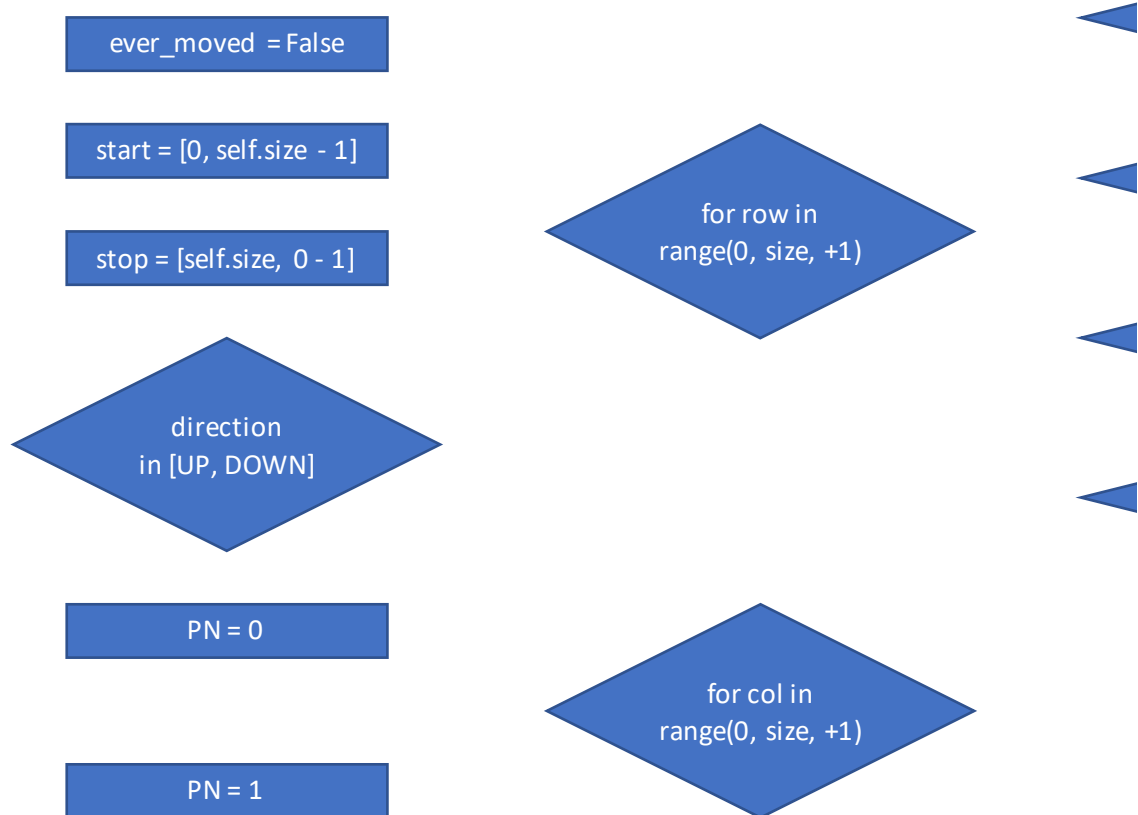 ever_moved = False
start = [0, self.size - 1]
stop = [self.size, 0 - 1]
direction
in [UP, DOWN]
PN = 0
PN = 1
for row in
range(0, size, +1)
for col in
range(0, size, +1)